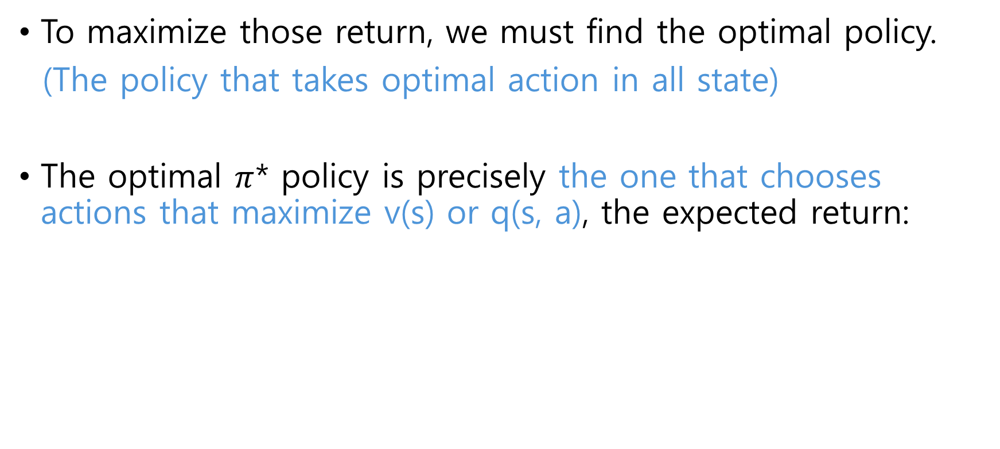 • To maximize those return, we must find the optimal policy.
(The policy that takes optimal action in all state)
• The optimal 𝜋* policy is precisely the one that chooses
actions that maximize v(s) or q(s, a), the expected return: